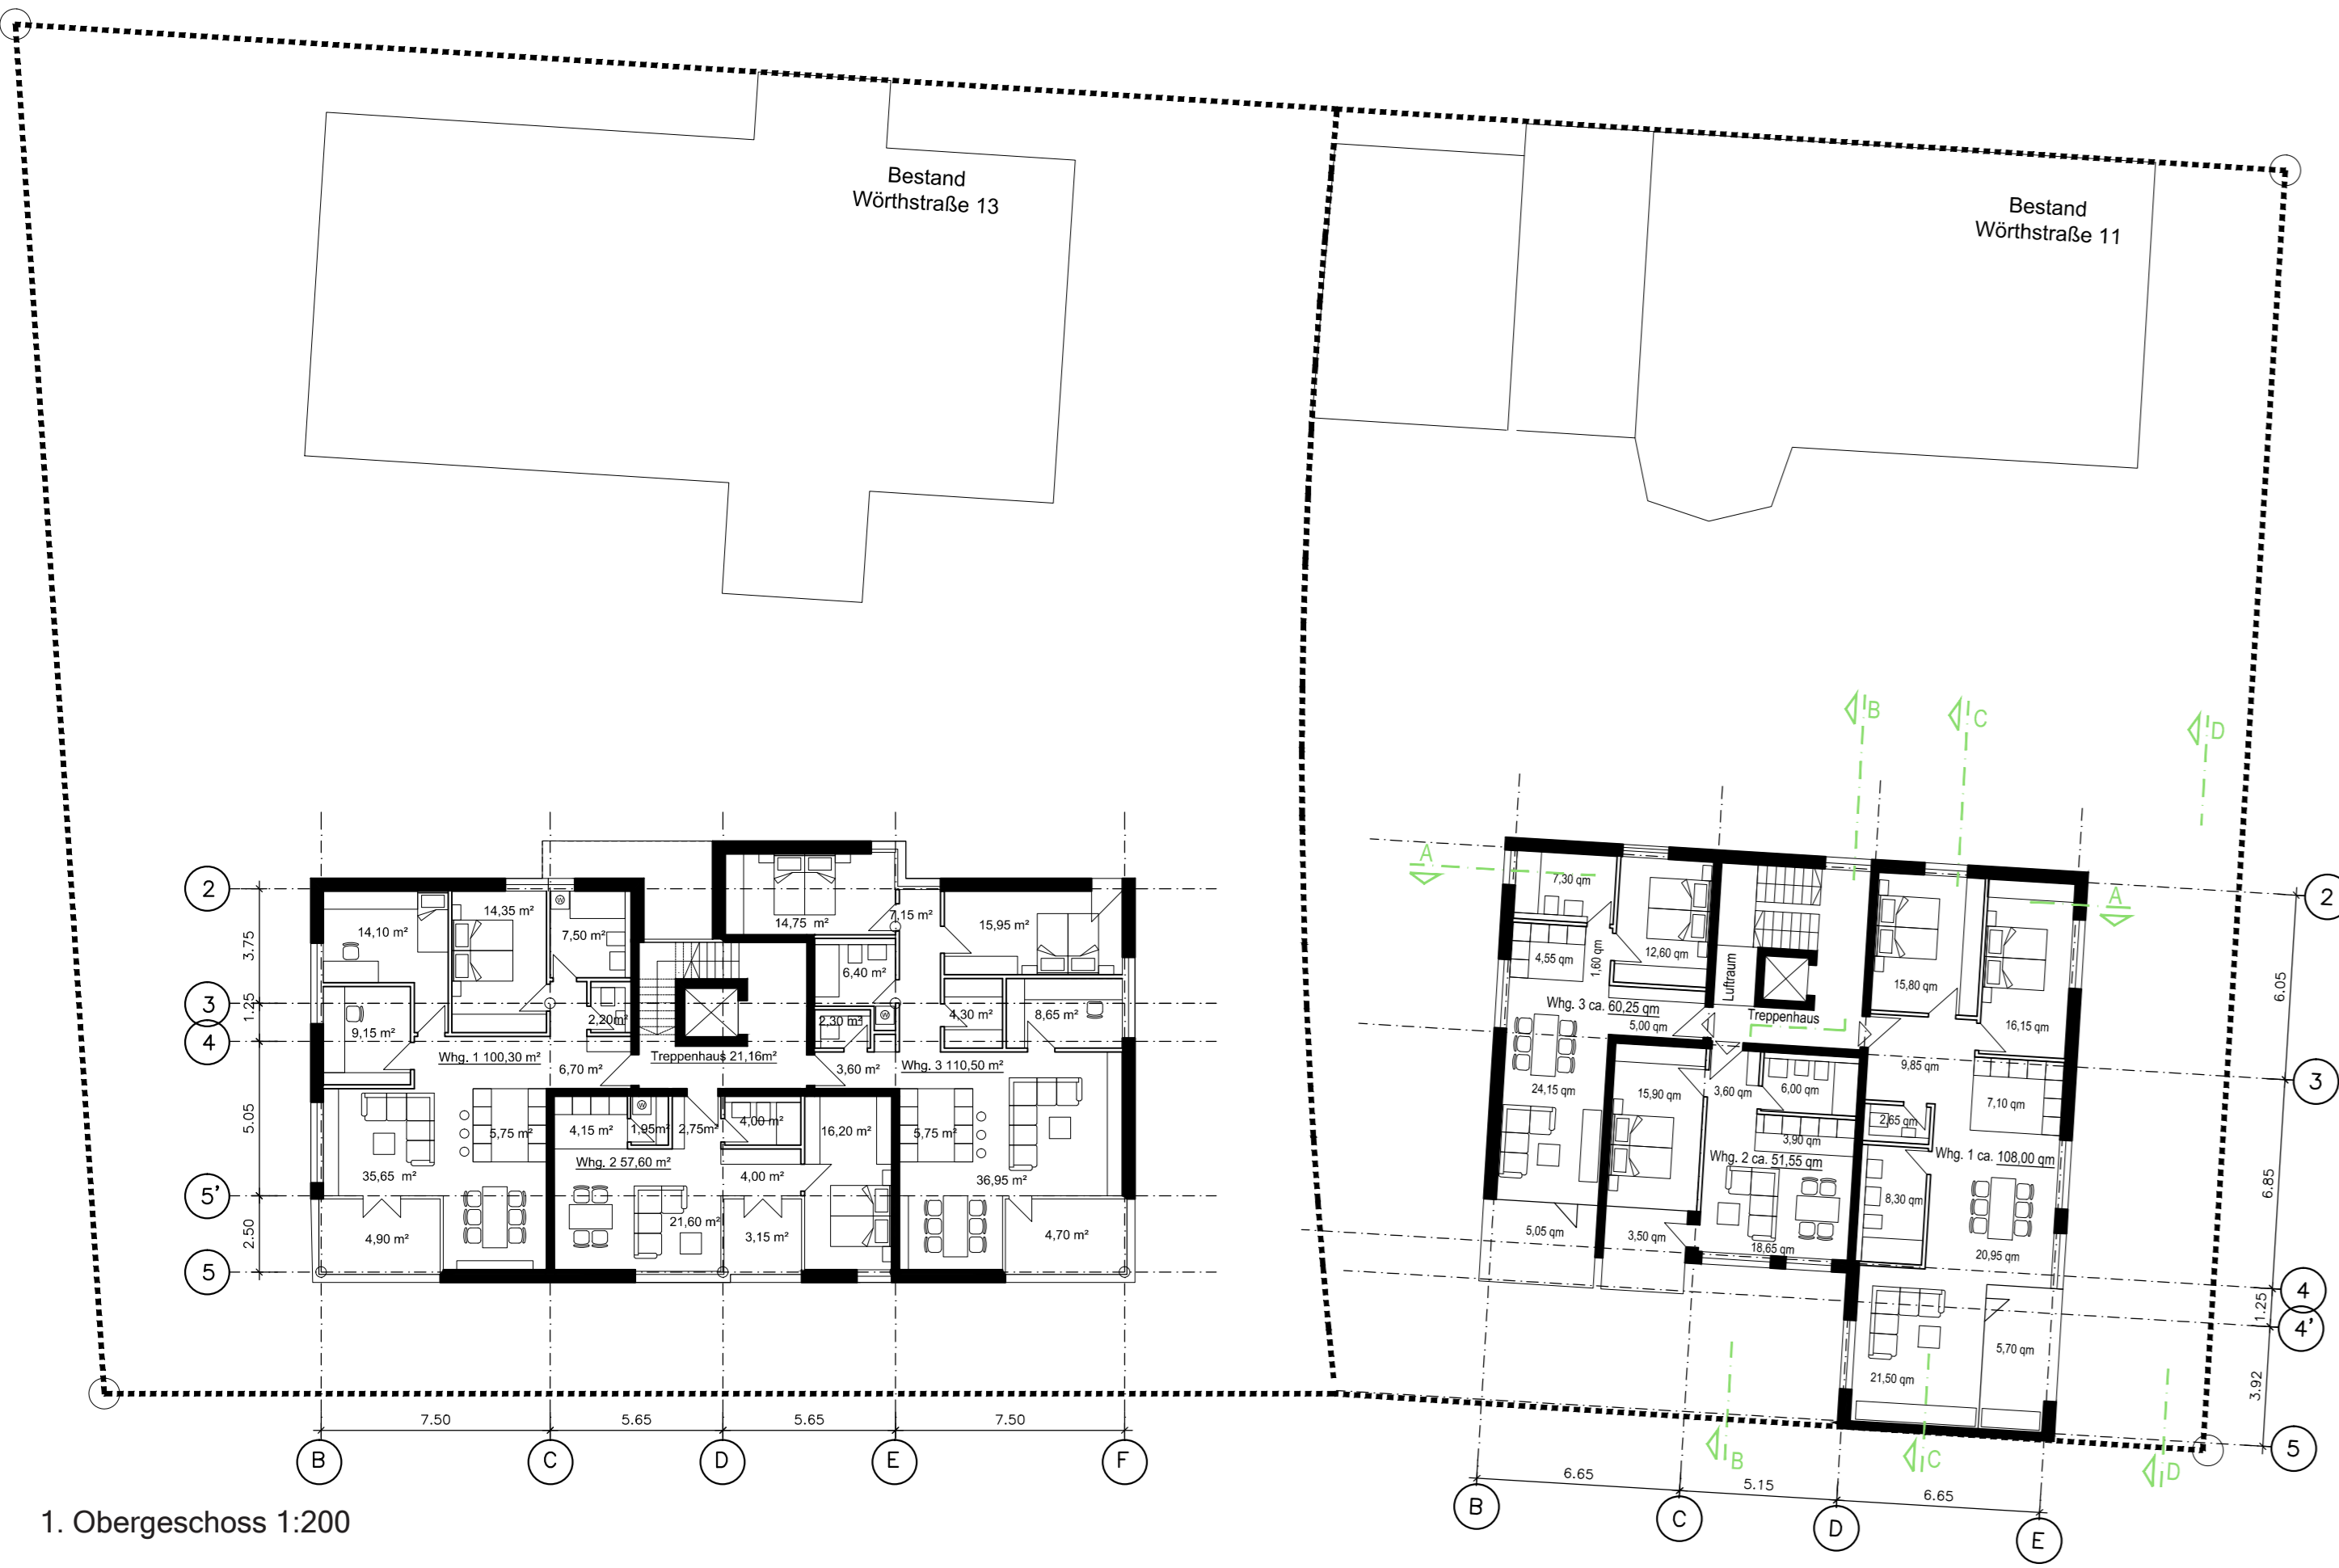 Bestand
Wörthstraße 13
Bestand
Wörthstraße 11
B
C
D
2
3
4
5'
5
3.75
1.25
5.05
2.50
14,10 m²
14,35 m²
7,50 m²
14,75 m²
7,15 m²
15,95 m²
9,15 m²
2,20m²
6,40 m²
2,30 m²
4,30 m²
8,65 m²
W
W
W
Whg. 1 100,30 m²
Treppenhaus 21,16m²
Whg. 3 110,50 m²
6,70 m²
3,60 m²
5,75 m²
4,15 m²
1,95m²
2,75m²
4,00 m²
16,20 m²
5,75 m²
Whg. 2 57,60 m²
35,65 m²
4,00 m²
36,95 m²
21,60 m²
4,90 m²
3,15 m²
4,70 m²
7.50
5.65
5.65
7.50
B
C
D
E
F
A
A
7,30 qm
4,55 qm
1,60 qm
12,60 qm
Luftraum
15,80 qm
16,15 qm
Whg. 3 ca. 60,25 qm
5,00 qm
Treppenhaus
24,15 qm
15,90 qm
3,60 qm
6,00 qm
9,85 qm
7,10 qm
2,65 qm
3,90 qm
Whg. 2 ca. 51,55 qm
Whg. 1 ca. 108,00 qm
8,30 qm
5,05 qm
3,50 qm
18,65 qm
20,95 qm
5,70 qm
21,50 qm
2
3
4
4'
5
6.05
6.85
1.25
3.92
B
C
D
6.65
5.15
6.65
B
C
D
E
1. Obergeschoss 1:200